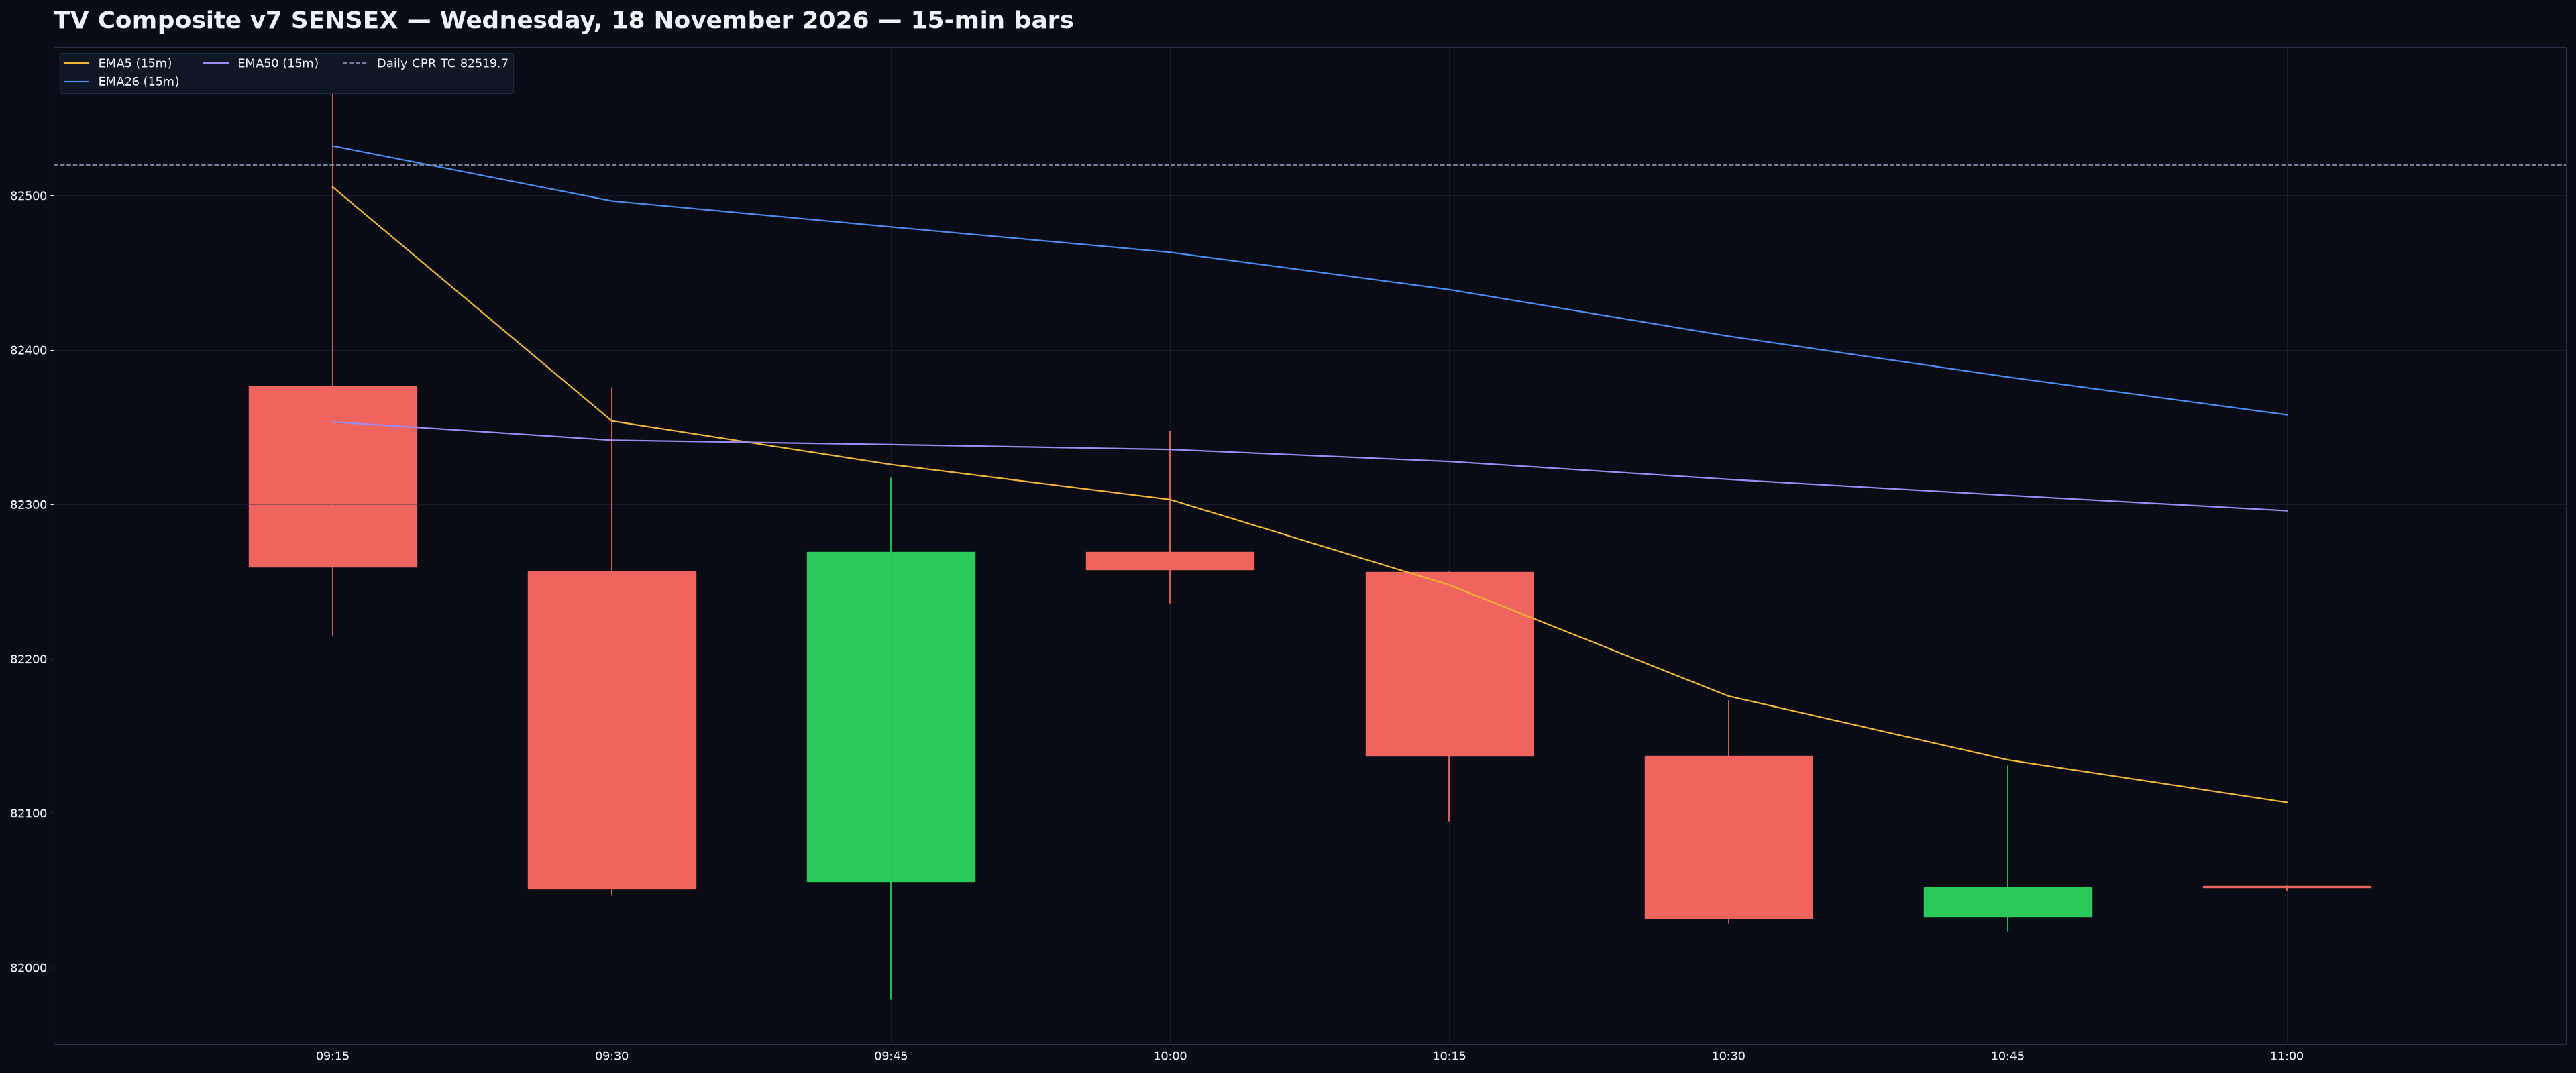 TV Composite v7 SENSEX — Wednesday, 18 November 2026 — 15-min bars
EMA5 (15m) EMA50 (15m) Daily CPR TC 82519.7
EMA26 (15m)
82500
82400
82300
82200
82100
82000
09:15 09:30 09:45 10:00 10:15 10:30 10:45 11:00